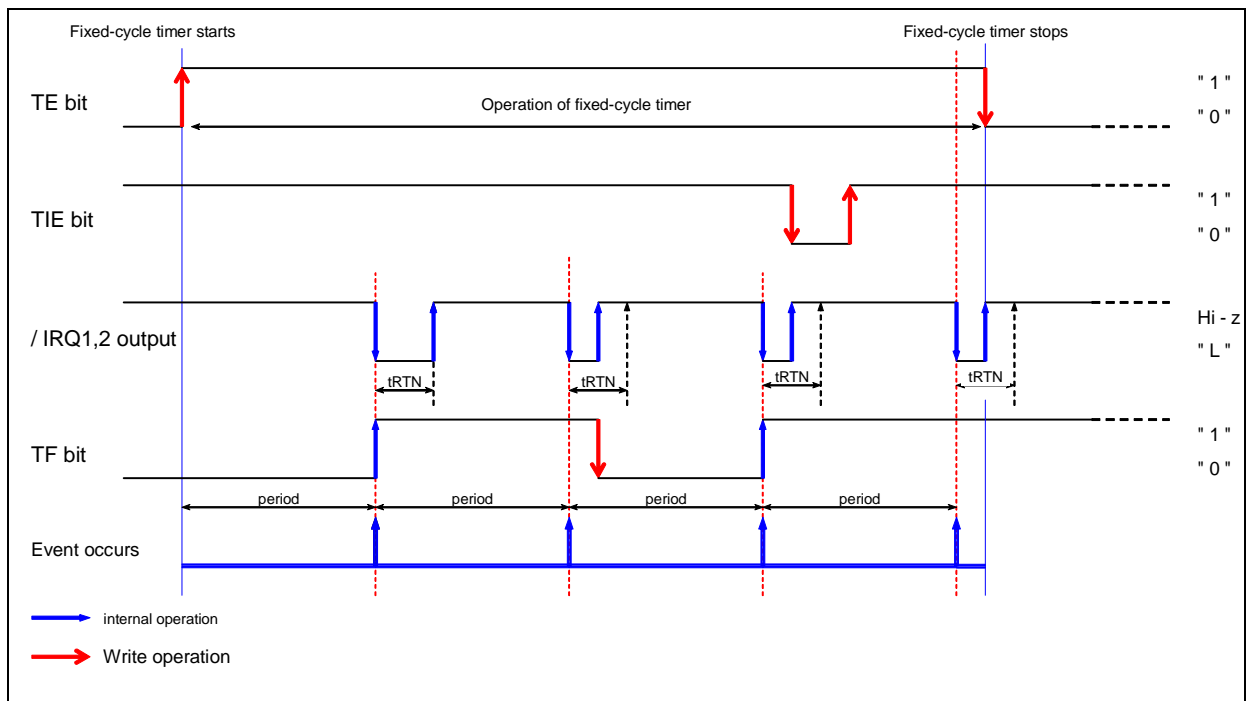 Fixed-cycle timer starts
Fixed-cycle timer stops
TE bit
Operation of fixed-cycle timer
" 1 "
" 0 "
TIE bit
" 1 "
" 0 "
/ IRQ1,2 output
Hi - z
" L "
tRTN
tRTN
tRTN
tRTN
TF bit
" 1 "
" 0 "
period
period
period
period
Event occurs
internal operation
Write operation